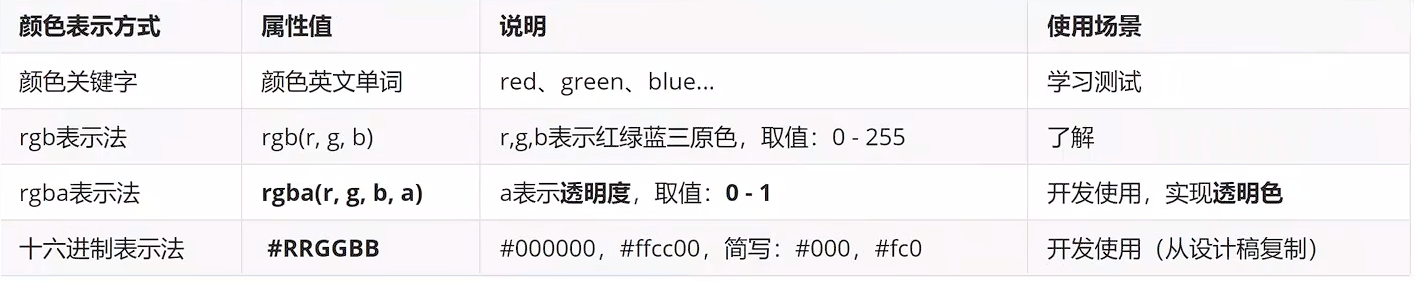 颜色表示方式 属性值 说明 使用场景
颜色关键字 颜色英文单词 red、green、blue... 学习测试
rgb表示法 rgb(r, g, b) r,g,b表示红绿蓝三原色，取值：0 - 255 了解
rgba表示法 rgba(r, g, b, a) a表示透明度，取值：0 - 1 开发使用，实现透明色
十六进制表示法 #RRGGBB #000000，#ffcc00，简写：#000，#fc0 开发使用（从设计稿复制）